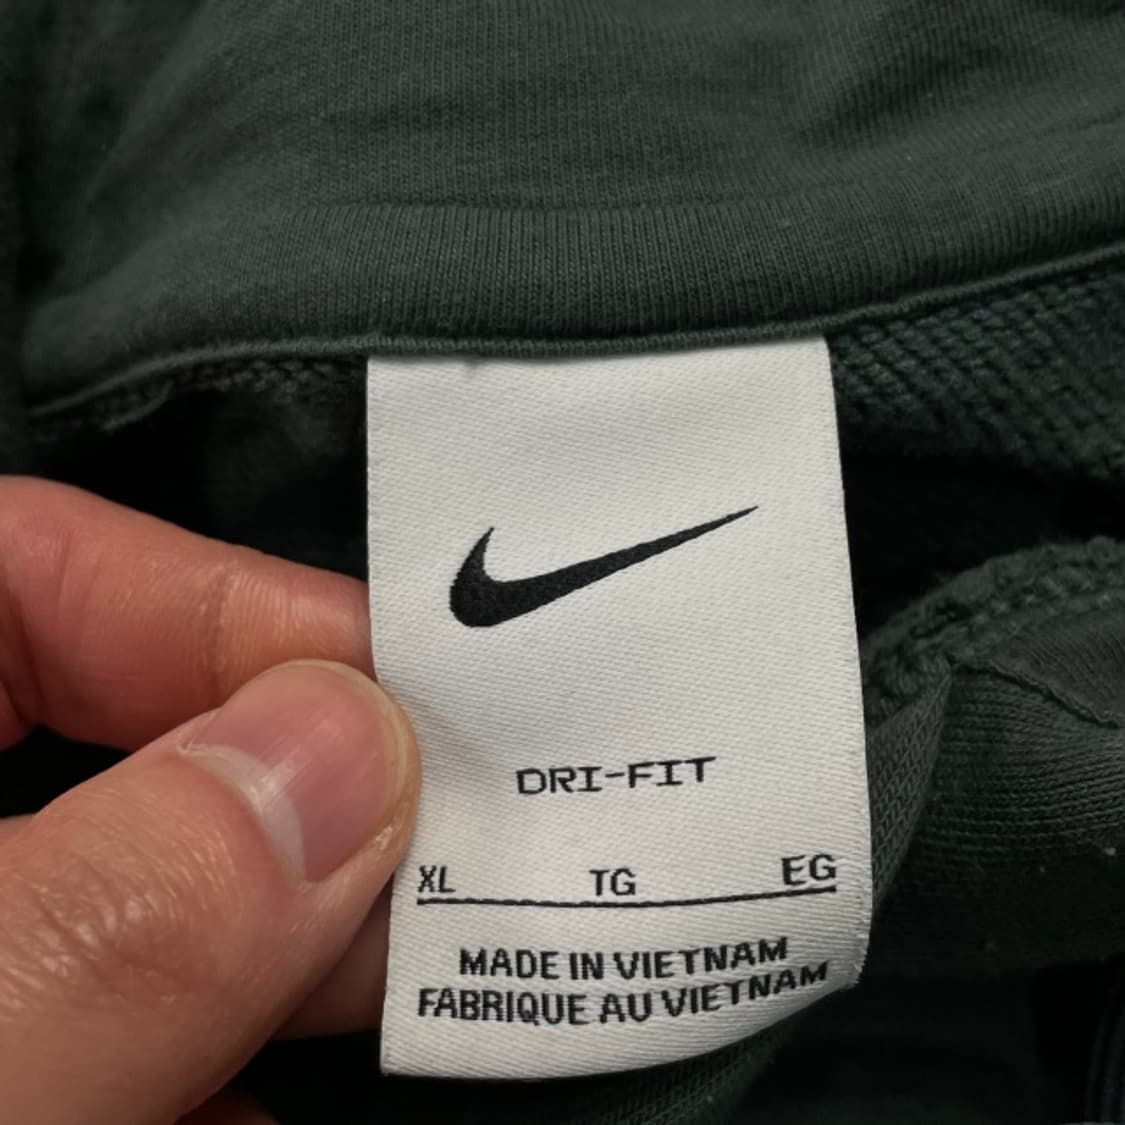 DRI-FIT
XL TG EG
MADE IN VIETNAM
FABRIQUE AU VIETNAM